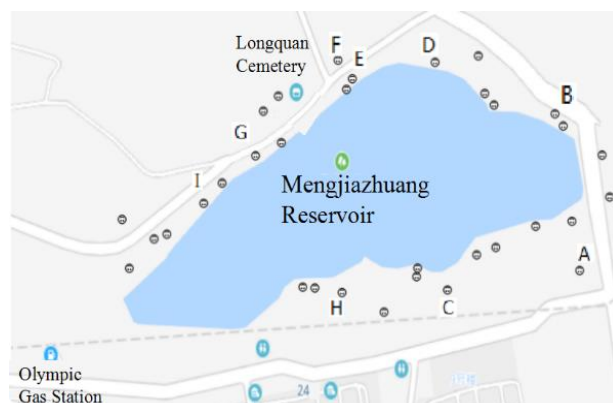 Longquan
Cemetery
F
E
D
B
G
I
Mengjiazhuang
Reservoir
A
H
C
Olympic
Gas Station
24